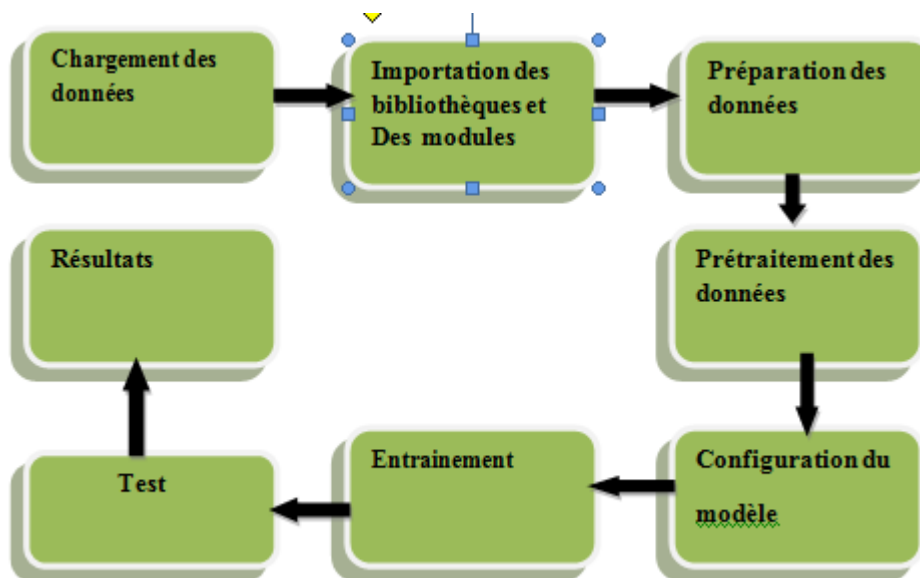 Chargement des
données
Importation des
bibliothèques et
Des modules
Préparation des
données
Prétraitement des
données
Configuration du
modèle
Entrainement
Test
Résultats